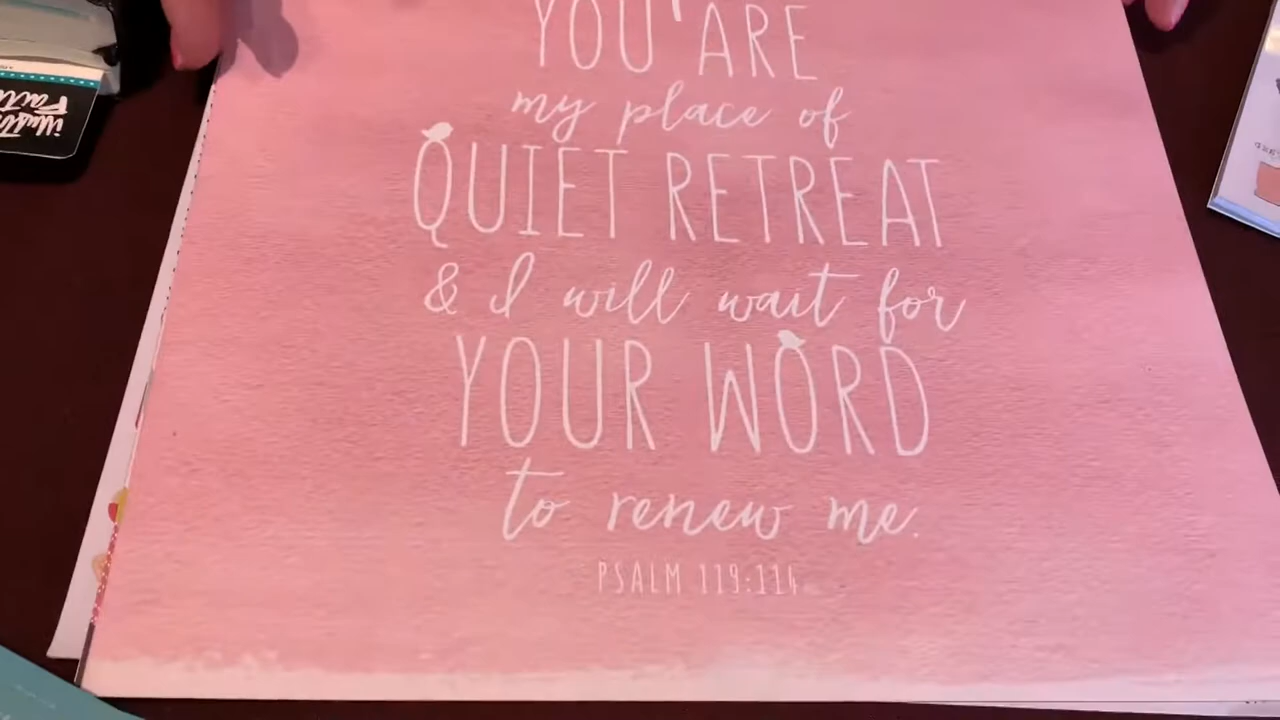 YOU ARE
my place of
QUIET RETREAT
& I will wait for
YOUR WORD
to renew me.
PSALM 119:114